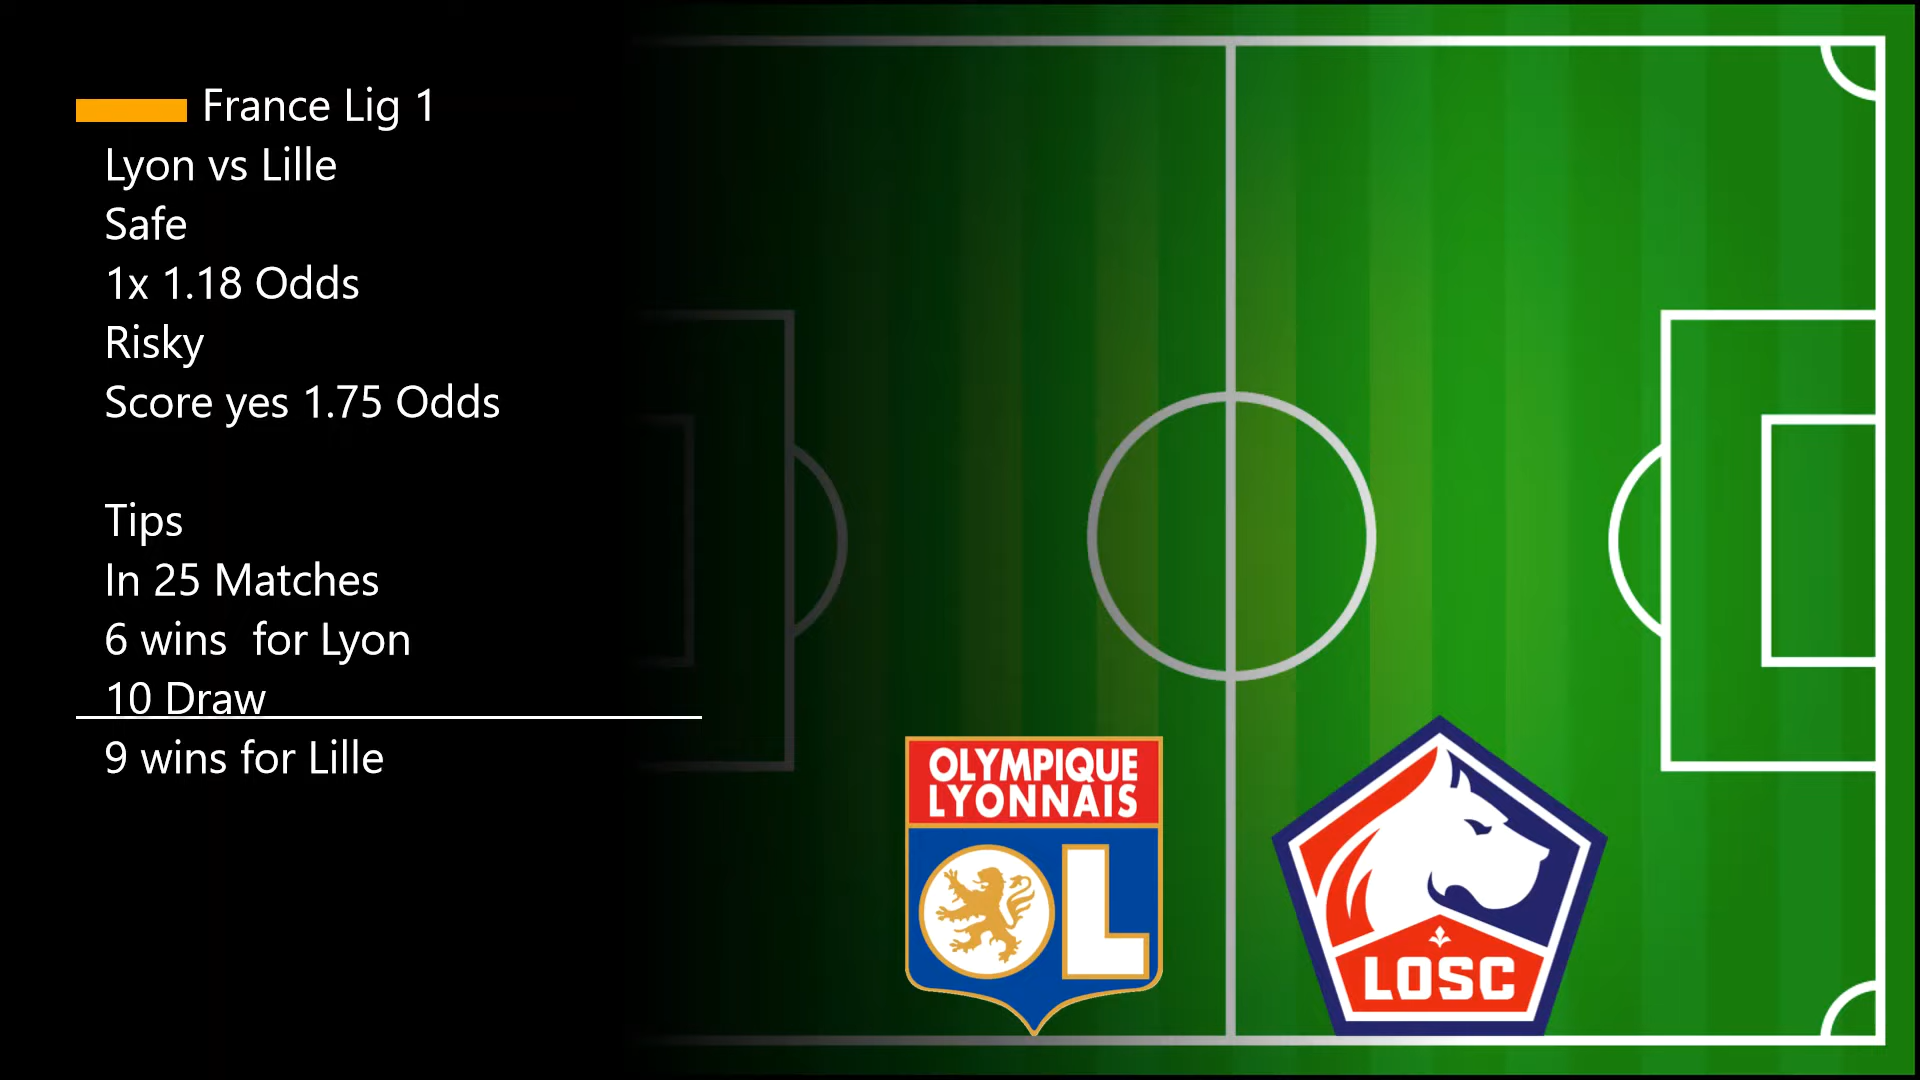 France Lig 1
Lyon vs Lille
Safe
1x 1.18 Odds
Risky
Score yes 1.75 Odds
Tips
In 25 Matches
6 wins  for Lyon
10 Draw
9 wins for Lille
OLYMPIQUE
LYONNAIS
OL
LOSC